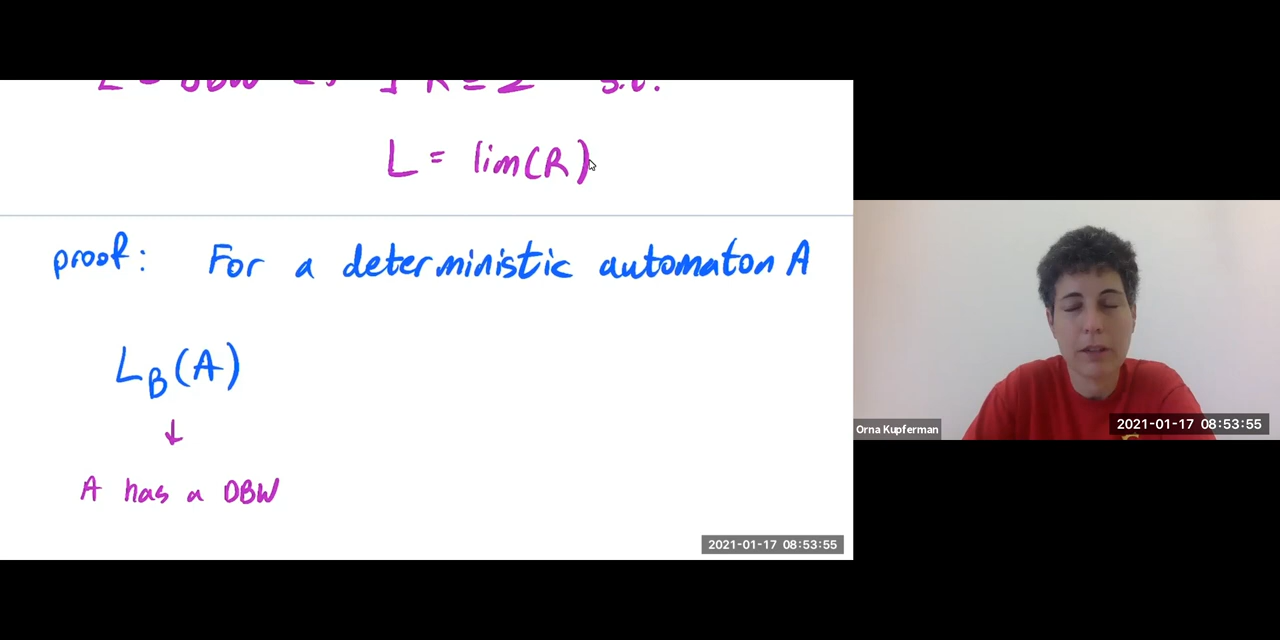 L = lim(R)
proof: For a deterministic automaton A
L_B(A)
↓
A has a DBW
2021-01-17 08:53:55
Orna Kupferman
2021-01-17 08:53:55